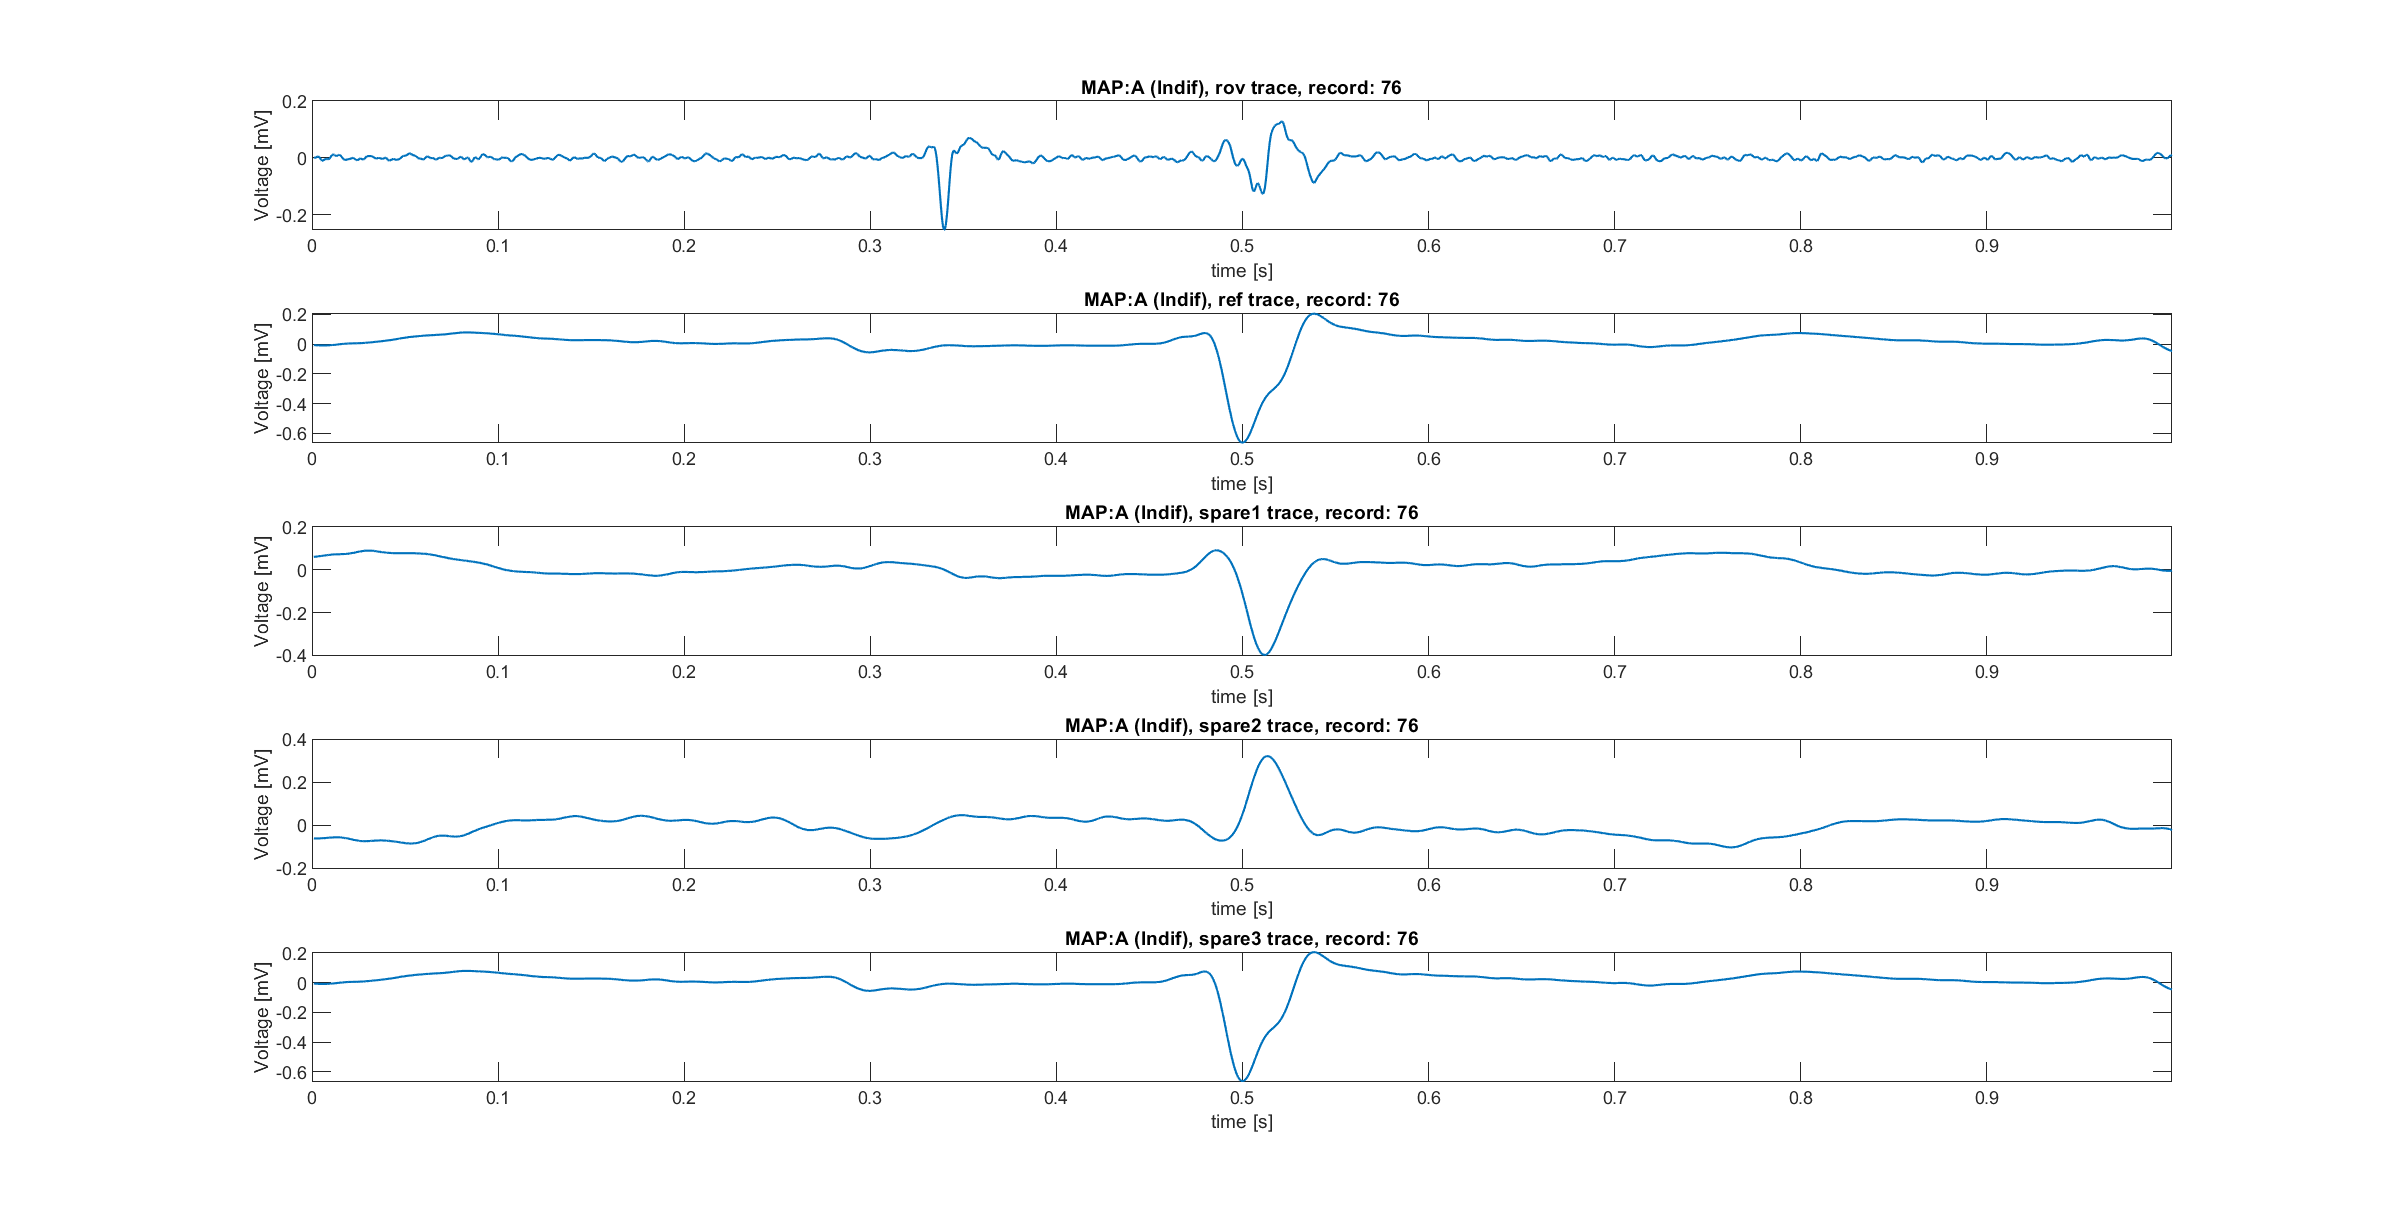 MAP:A (Indif), rov trace, record: 76
0.2
0
-0.2
Voltage [mV]
0 0.1 0.2 0.3 0.4 0.5 0.6 0.7 0.8 0.9
time [s]
MAP:A (Indif), ref trace, record: 76
0.2
0
-0.2
-0.4
-0.6
Voltage [mV]
0 0.1 0.2 0.3 0.4 0.5 0.6 0.7 0.8 0.9
time [s]
MAP:A (Indif), spare1 trace, record: 76
0.2
0
-0.2
-0.4
Voltage [mV]
0 0.1 0.2 0.3 0.4 0.5 0.6 0.7 0.8 0.9
time [s]
MAP:A (Indif), spare2 trace, record: 76
0.4
0.2
0
-0.2
Voltage [mV]
0 0.1 0.2 0.3 0.4 0.5 0.6 0.7 0.8 0.9
time [s]
MAP:A (Indif), spare3 trace, record: 76
0.2
0
-0.2
-0.4
-0.6
Voltage [mV]
0 0.1 0.2 0.3 0.4 0.5 0.6 0.7 0.8 0.9
time [s]